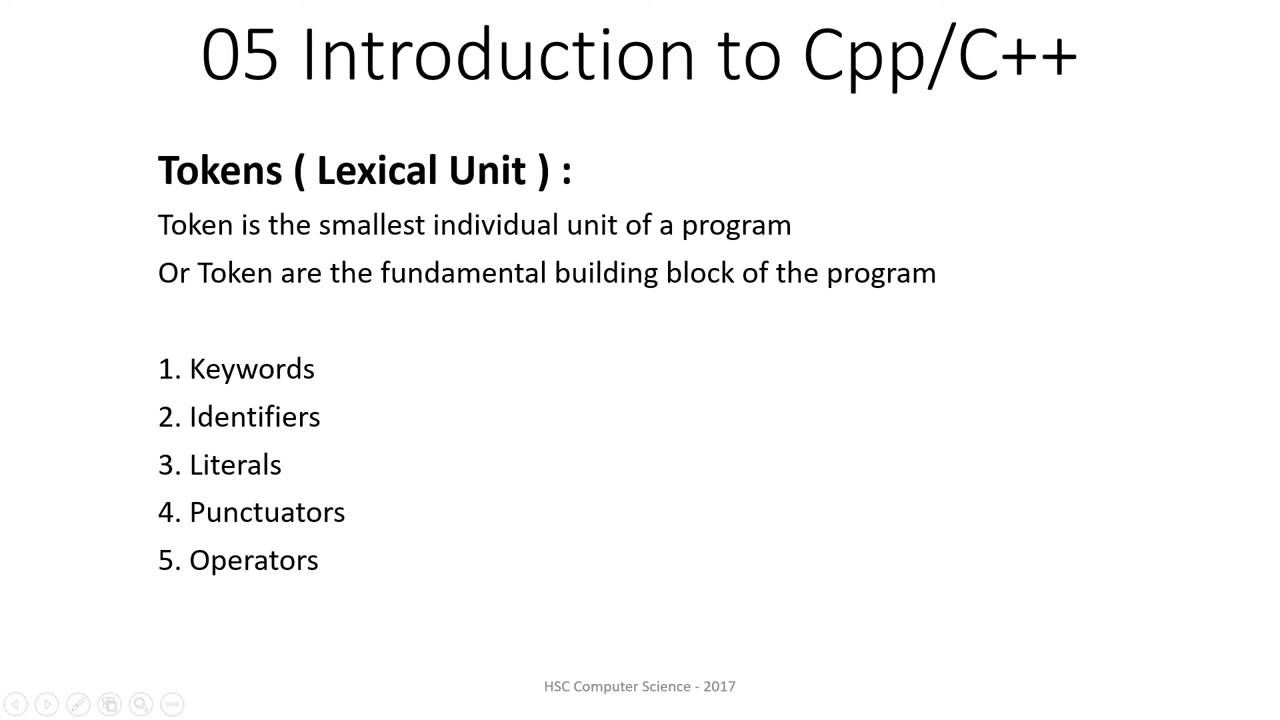 05 Introduction to Cpp/C++
Tokens ( Lexical Unit ) :
Token is the smallest individual unit of a program
Or Token are the fundamental building block of the program
1. Keywords
2. Identifiers
3. Literals
4. Punctuators
5. Operators
HSC Computer Science - 2017